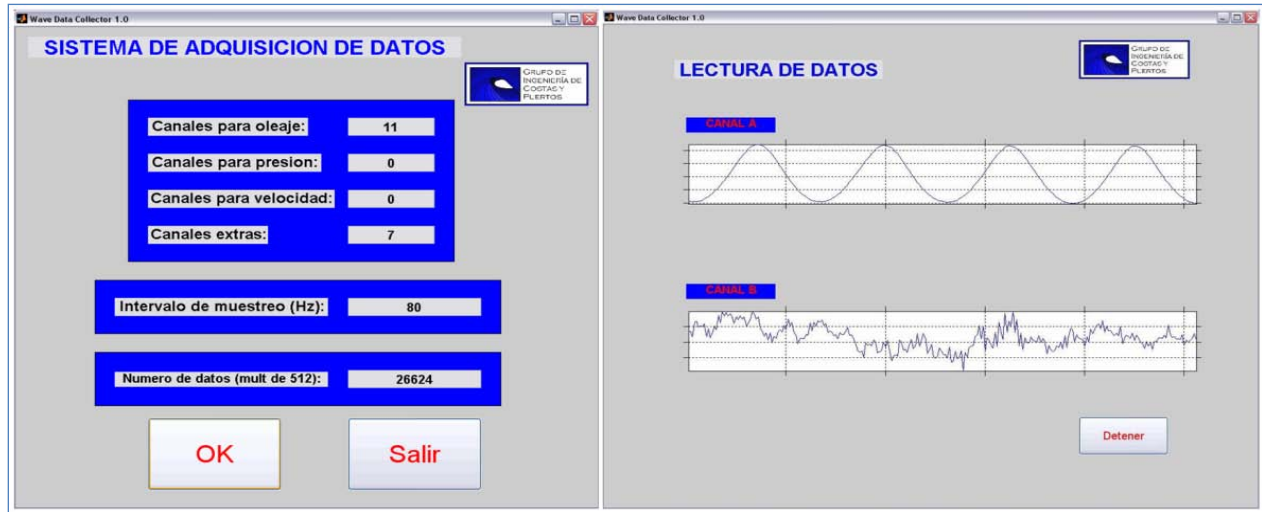 Wave Data Collector 1.0
SISTEMA DE ADQUISICION DE DATOS
GRUPO DE
INGENIERÍA DE
COSTAS Y
PUERTOS
Canales para oleaje: 11
Canales para presion: 0
Canales para velocidad: 0
Canales extras: 7
Intervalo de muestreo (Hz): 80
Numero de datos (mult de 512): 26624
OK Salir
Wave Data Collector 1.0
LECTURA DE DATOS
GRUPO DE
INGENIERÍA DE
COSTAS Y
PUERTOS
CANAL A
CANAL B
Detener